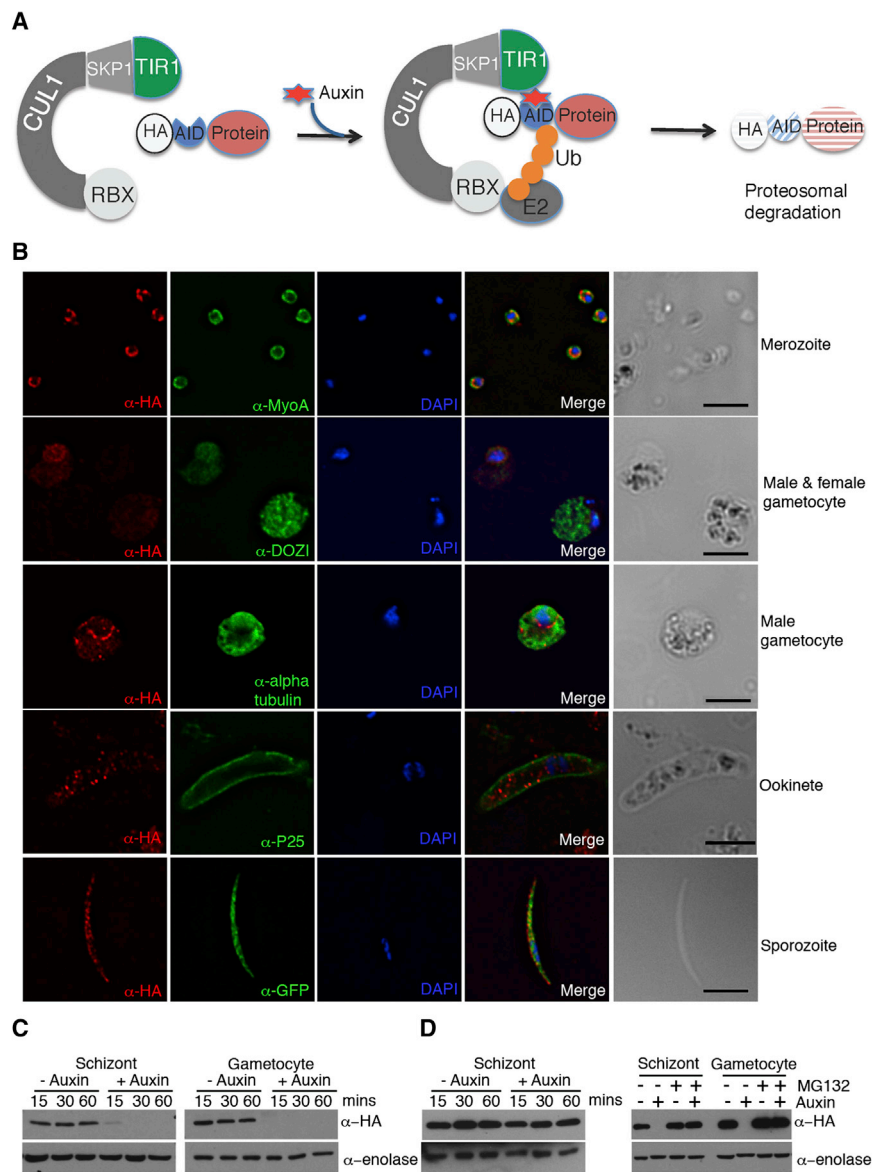 A
CUL1
SKP1
TIR1
HA
AID
Protein
RBX
Auxin
CUL1
SKP1
TIR1
HA
AID
Protein
Ub
RBX
E2
HA
AID
Protein
Proteosomal
degradation
B
α-HA
α-MyoA
DAPI
Merge
Merozoite
α-HA
α-DOZI
DAPI
Merge
Male & female
gametocyte
α-HA
α-alpha
tubulin
DAPI
Merge
Male
gametocyte
α-HA
α-P25
DAPI
Merge
Ookinete
α-HA
α-GFP
DAPI
Merge
Sporozoite
C
Schizont
Gametocyte
- Auxin + Auxin
- Auxin + Auxin
15 30 60 15 30 60
15 30 60 15 30 60 mins
α-HA
α-enolase
D
Schizont
- Auxin + Auxin
15 30 60 15 30 60 mins
Schizont Gametocyte
- - + + - - + + MG132
- + - + - + - + Auxin
α-HA
α-enolase